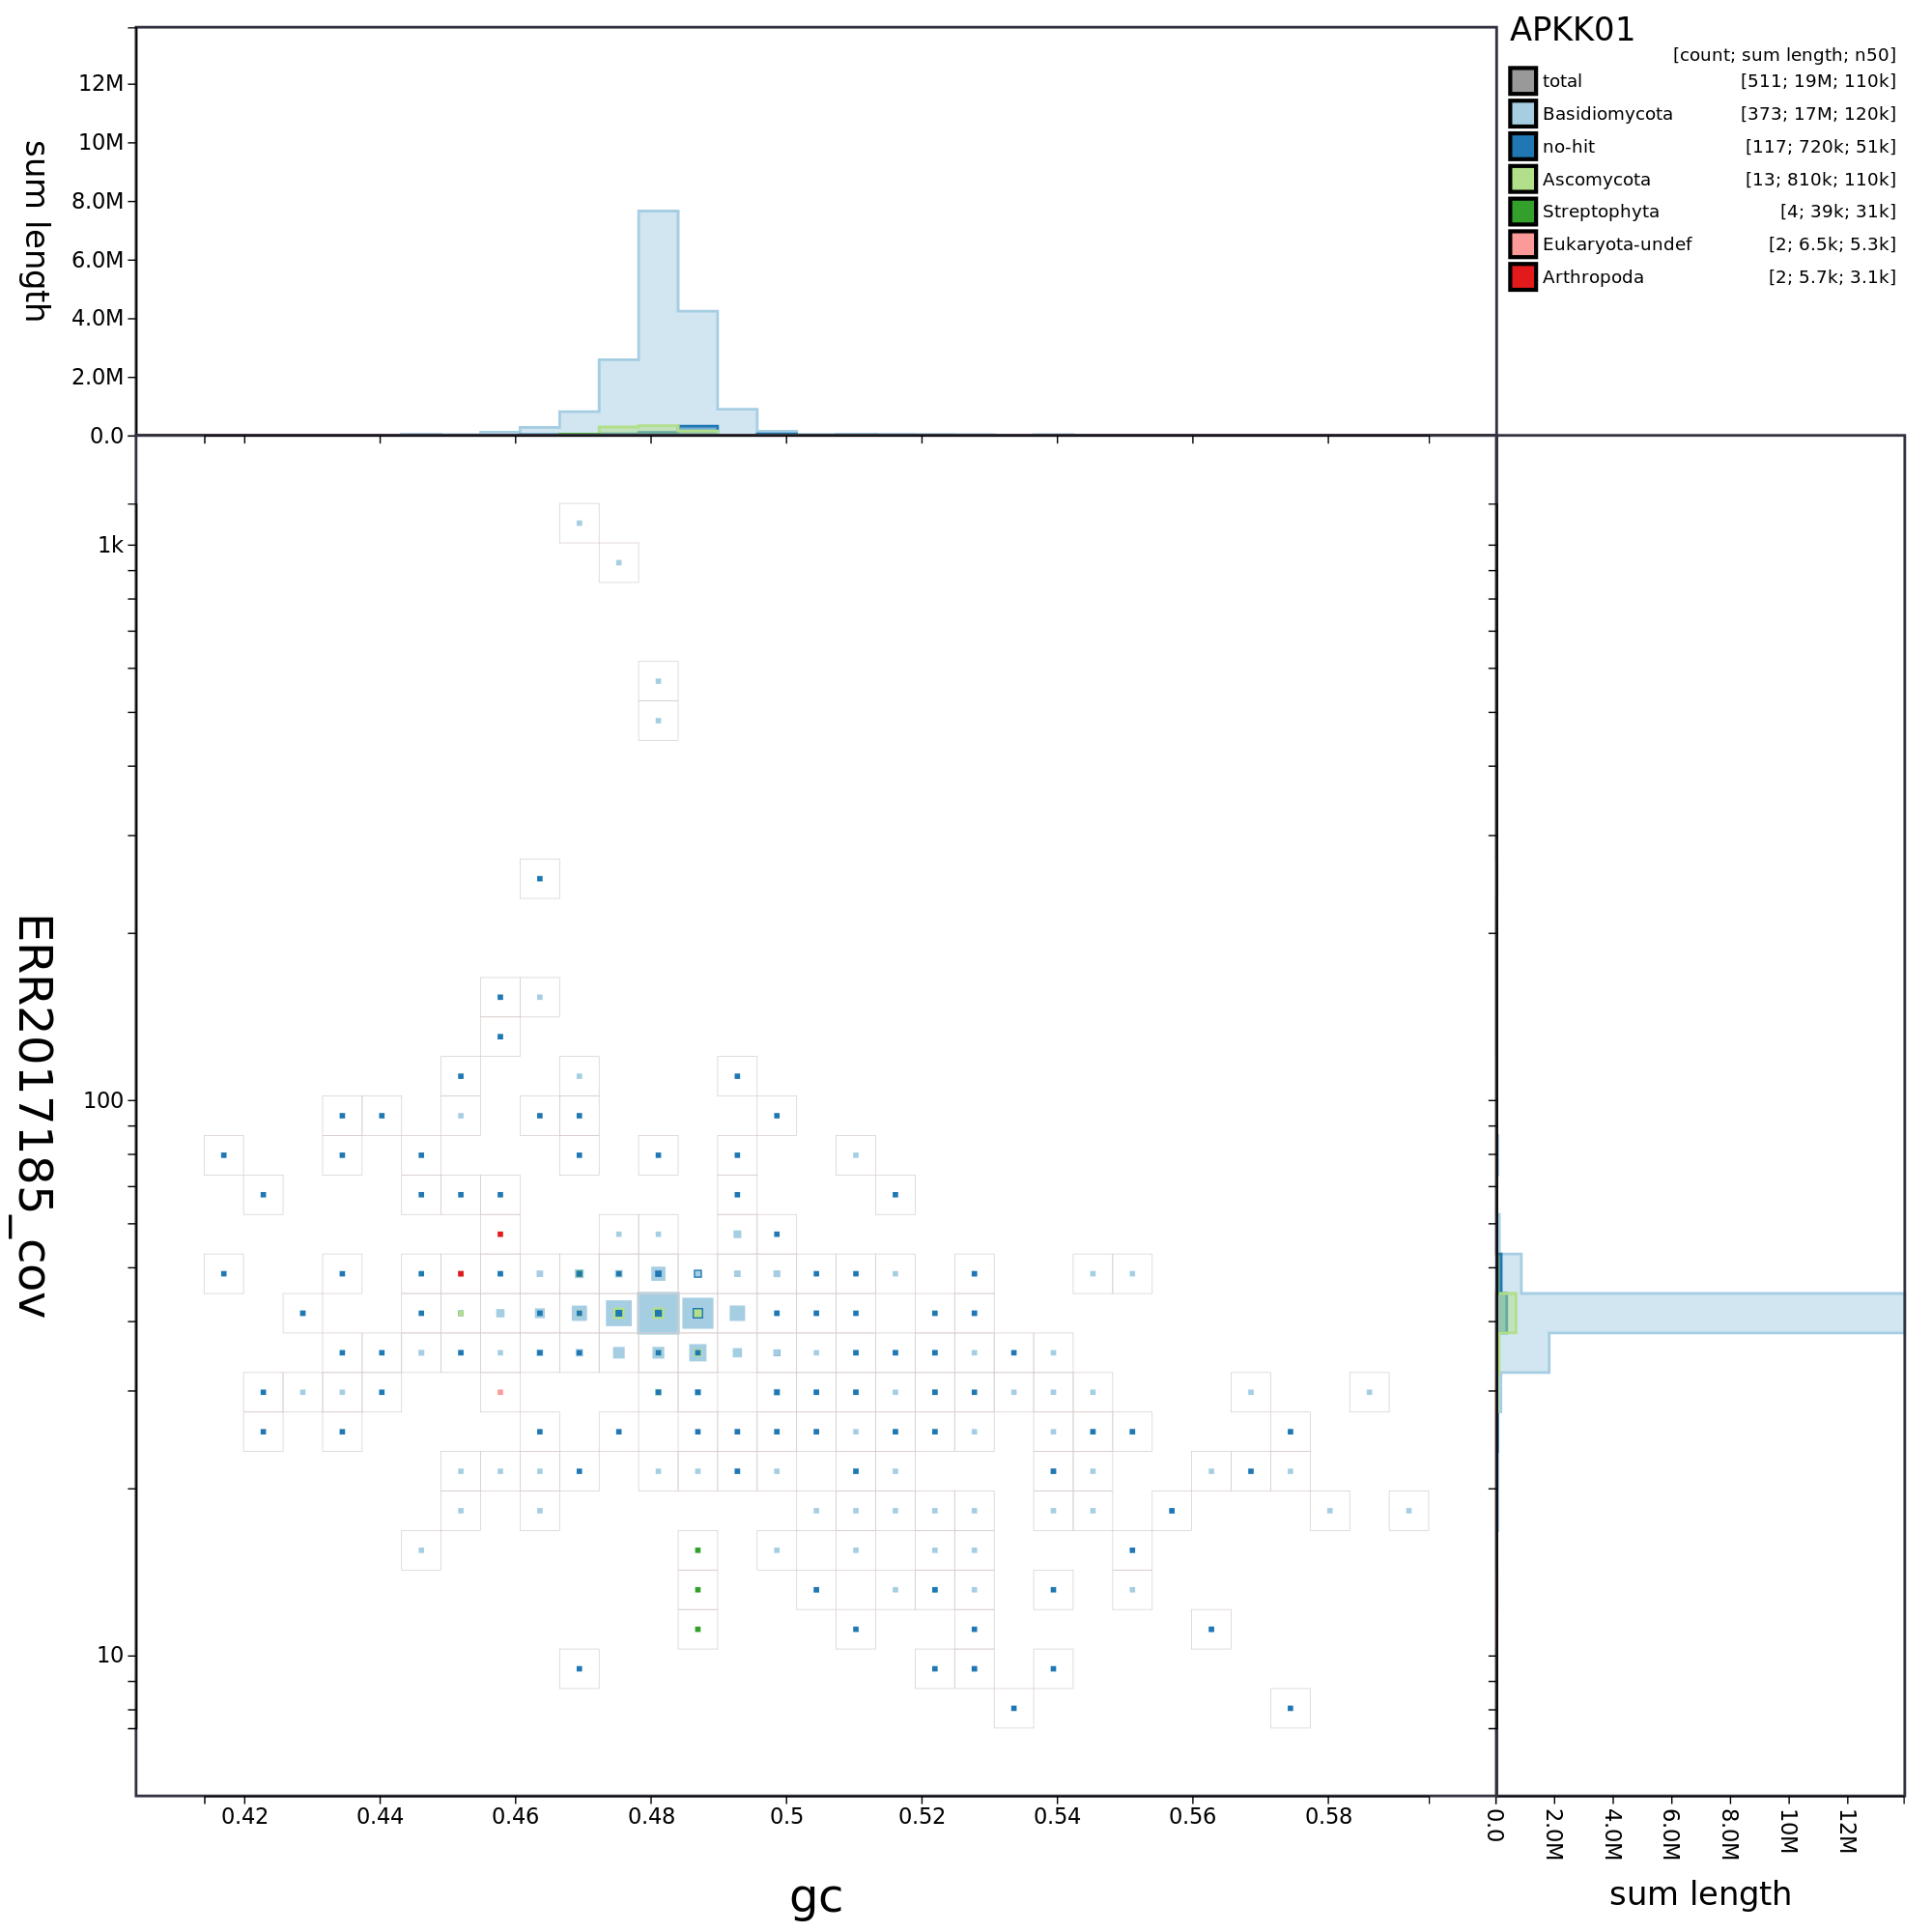 APKK01
[count; sum length; n50]
total [511; 19M; 110k]
Basidiomycota [373; 17M; 120k]
no-hit [117; 720k; 51k]
Ascomycota [13; 810k; 110k]
Streptophyta [4; 39k; 31k]
Eukaryota-undef [2; 6.5k; 5.3k]
Arthropoda [2; 5.7k; 3.1k]
sum length
12M
10M
8.0M
6.0M
4.0M
2.0M
0.0
ERR2017185_cov
1k
100
10
0.42 0.44 0.46 0.48 0.5 0.52 0.54 0.56 0.58
gc
0.0 2.0M 4.0M 6.0M 8.0M 10M 12M
sum length